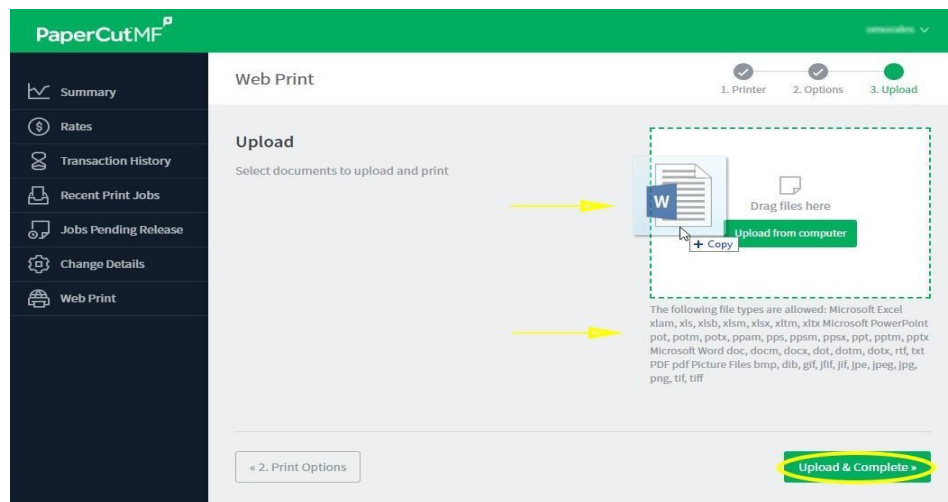 PaperCut MF
Summary
Rates
Transaction History
Recent Print Jobs
Jobs Pending Release
Change Details
Web Print
Web Print
1. Printer
2. Options
3. Upload
Upload
Select documents to upload and print
W
Drag files here
Upload from computer
+ Copy
The following file types are allowed: Microsoft Excel
xlam, xls, xlsb, xlsm, xlsx, xltm, xltx Microsoft PowerPoint
pot, potm, potx, ppam, pps, ppsm, ppsx, ppt, pptm, pptx
Microsoft Word doc, docm, docx, dot, dotm, dotx, rtf, txt
PDF pdf Picture Files bmp, dib, gif, jfif, jif, jpe, jpeg, jpg,
png, tif, tiff
« 2. Print Options
Upload & Complete »